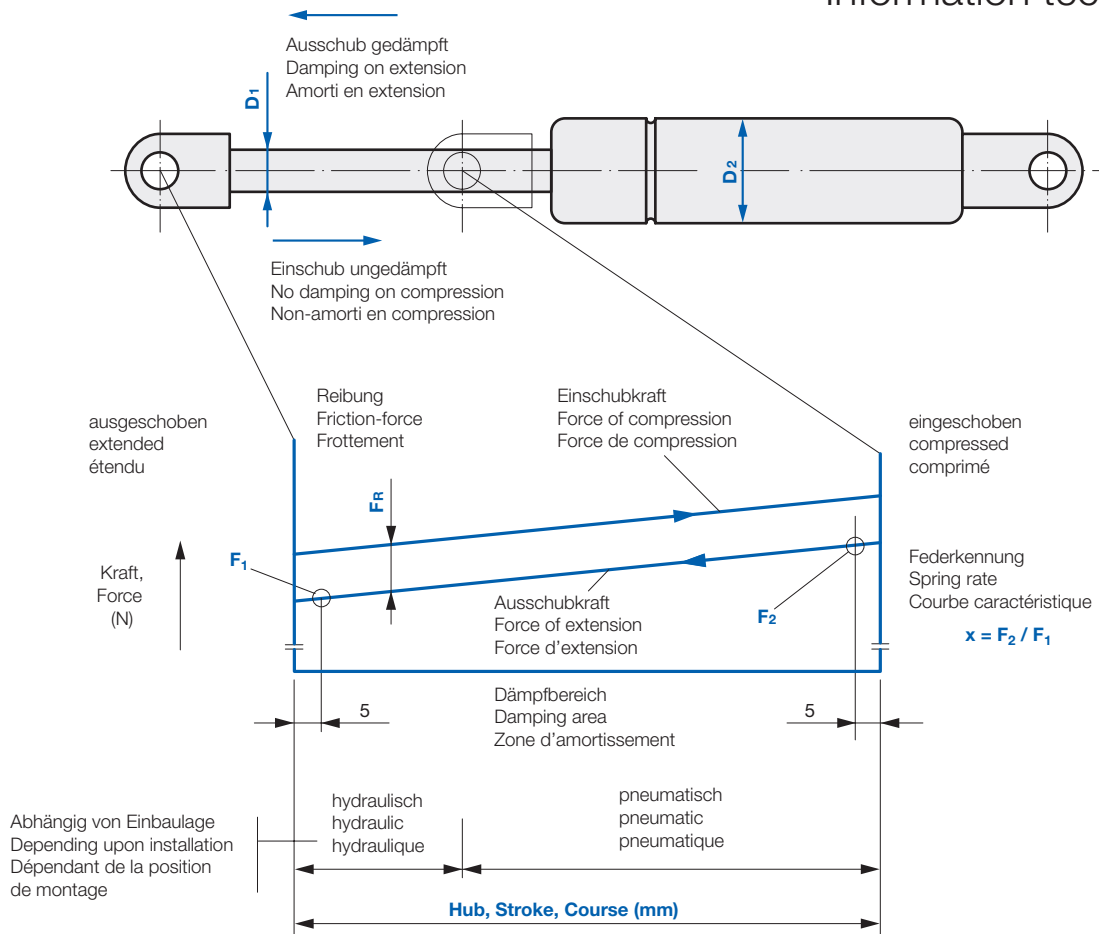 Ausschub gedämpft
Damping on extension
Amorti en extension
D1
D2
Einschub ungedämpft
No damping on compression
Non-amorti en compression
ausgeschoben
extended
étendu
Reibung
Friction-force
Frottement
Einschubkraft
Force of compression
Force de compression
eingeschoben
compressed
comprimé
FR
F1
Kraft,
Force
(N)
Ausschubkraft
Force of extension
Force d'extension
F2
Federkennung
Spring rate
Courbe caractéristique
x = F2 / F1
5
Dämpfbereich
Damping area
Zone d'amortissement
5
Abhängig von Einbaulage
Depending upon installation
Dépendant de la position
de montage
hydraulisch
hydraulic
hydraulique
pneumatisch
pneumatic
pneumatique
Hub, Stroke, Course (mm)